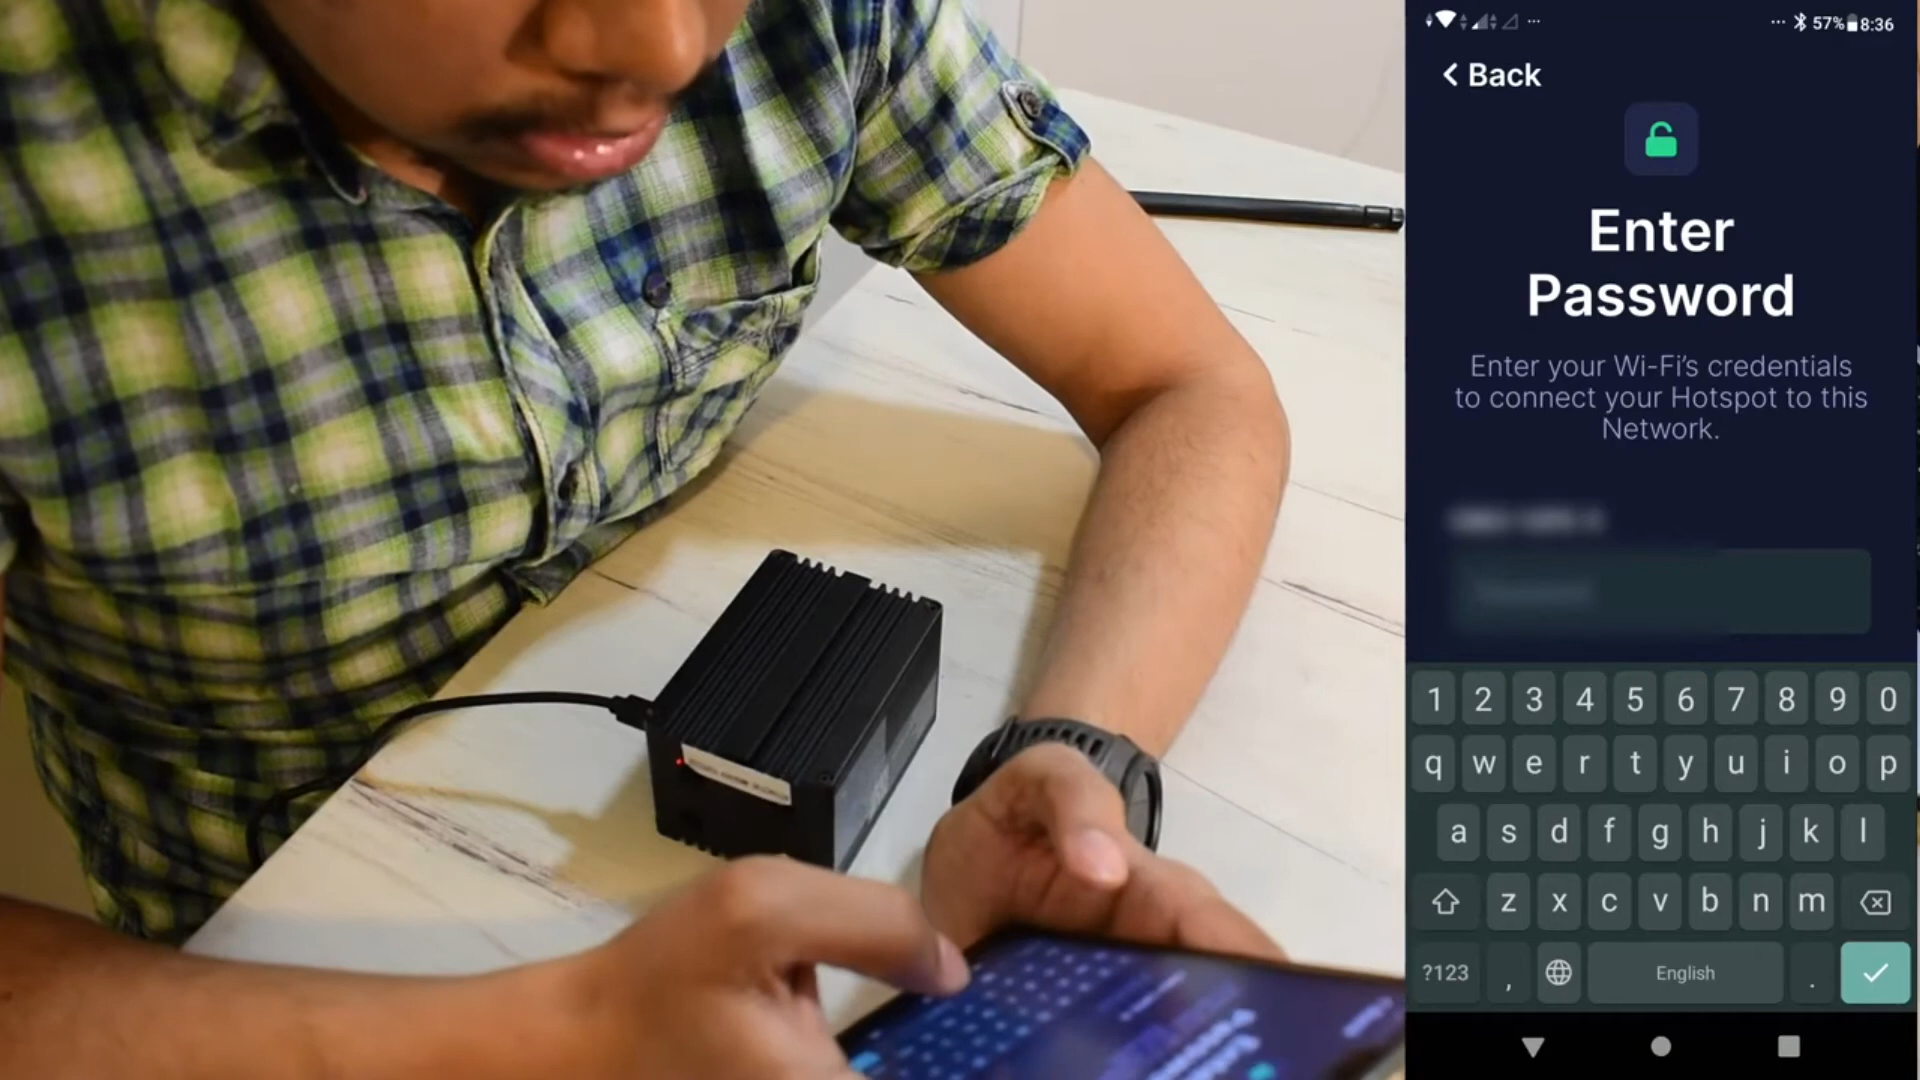 57% 8:36
Back
Enter
Password
Enter your Wi-Fi's credentials
to connect your Hotspot to this
Network.
1 2 3 4 5 6 7 8 9 0
q w e r t y u i o p
a s d f g h j k l
z x c v b n m
?123 , English .